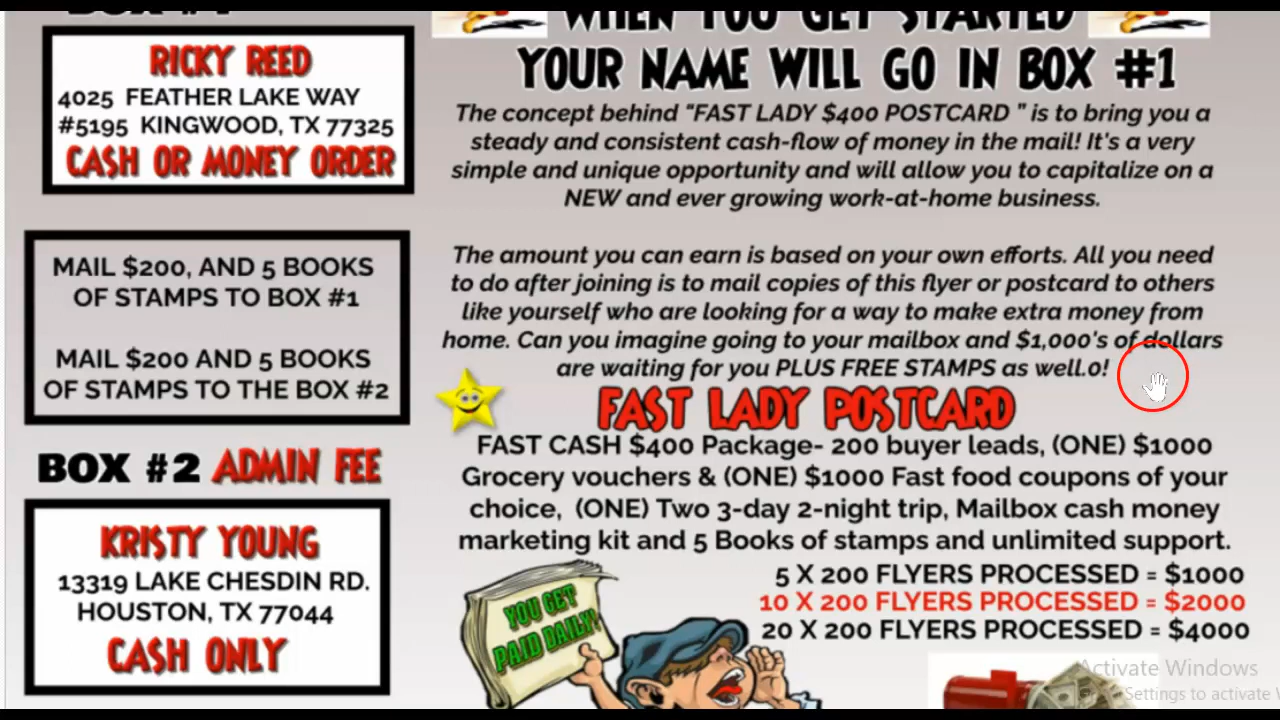 BOX #1
RICKY REED
4025 FEATHER LAKE WAY
#5195 KINGWOOD, TX 77325
CASH OR MONEY ORDER
MAIL $200, AND 5 BOOKS
OF STAMPS TO BOX #1
MAIL $200 AND 5 BOOKS
OF STAMPS TO THE BOX #2
BOX #2 ADMIN FEE
KRISTY YOUNG
13319 LAKE CHESDIN RD.
HOUSTON, TX 77044
CASH ONLY
WHEN YOU GET STARTED
YOUR NAME WILL GO IN BOX #1
The concept behind "FAST LADY $400 POSTCARD " is to bring you a
steady and consistent cash-flow of money in the mail! It's a very
simple and unique opportunity and will allow you to capitalize on a
NEW and ever growing work-at-home business.
The amount you can earn is based on your own efforts. All you need
to do after joining is to mail copies of this flyer or postcard to others
like yourself who are looking for a way to make extra money from
home. Can you imagine going to your mailbox and $1,000's of dollars
are waiting for you PLUS FREE STAMPS as well.0!
FAST LADY POSTCARD
FAST CASH $400 Package- 200 buyer leads, (ONE) $1000
Grocery vouchers & (ONE) $1000 Fast food coupons of your
choice, (ONE) Two 3-day 2-night trip, Mailbox cash money
marketing kit and 5 Books of stamps and unlimited support.
5 X 200 FLYERS PROCESSED = $1000
10 X 200 FLYERS PROCESSED = $2000
20 X 200 FLYERS PROCESSED = $4000
YOU GET
PAID DAILY!
Activate Windows
Settings to activate